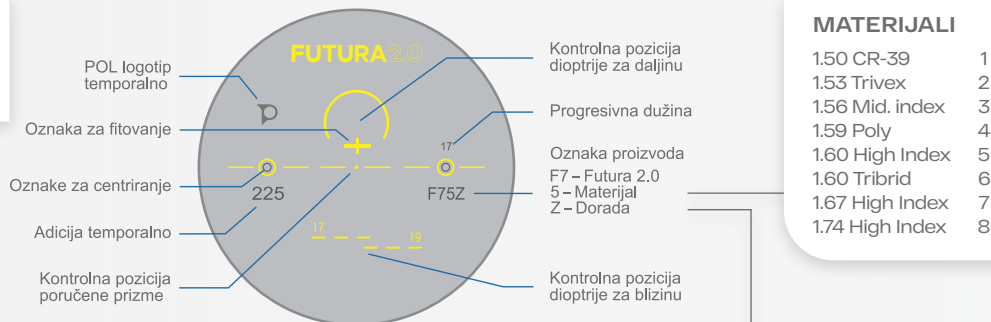 FUTURA2.0
POL logotip
temporalno
Oznaka za fitovanje
Oznake za centriranje
Adicija temporalno
Kontrolna pozicija
poručene prizme
17
225
F75Z
17
19
Kontrolna pozicija
dioptrije za daljinu
Progresivna dužina
Oznaka proizvoda
F7 – Futura 2.0
5 – Materijal
Z – Dorada
Kontrolna pozicija
dioptrije za blizinu
MATERIJALI
1.50 CR-39 1
1.53 Trivex 2
1.56 Mid. index 3
1.59 Poly 4
1.60 High Index 5
1.60 Tribrid 6
1.67 High Index 7
1.74 High Index 8